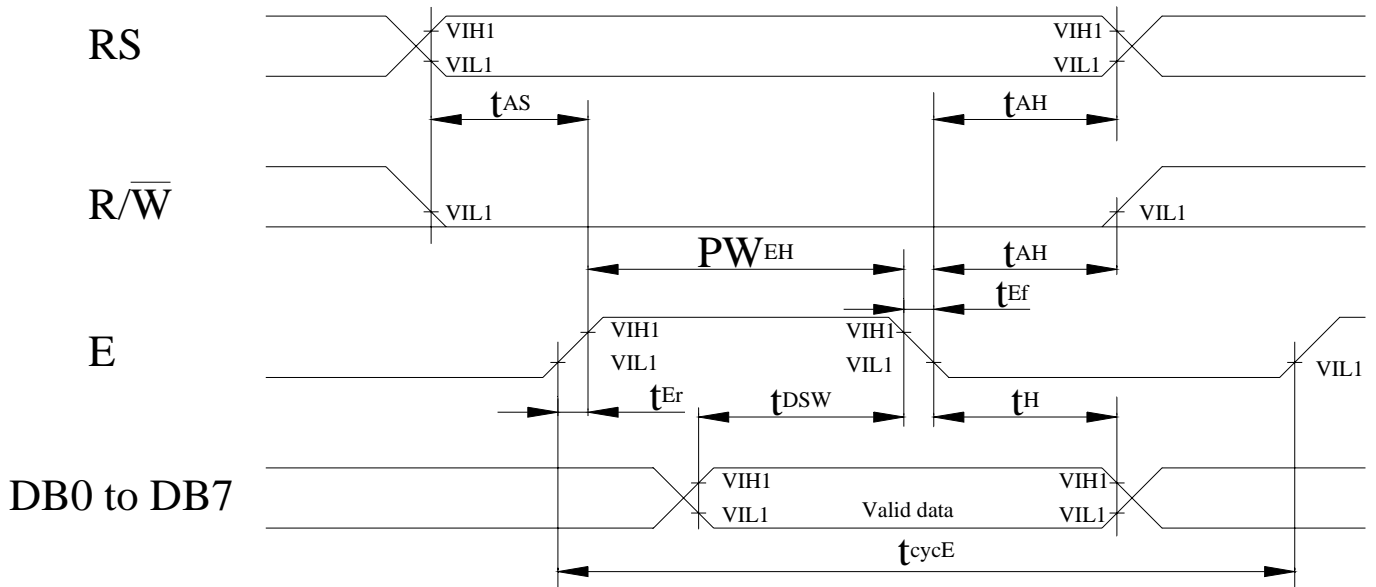 RS
VIH1 VIH1
VIL1 VIL1
tAS tAH
R/W̅
VIL1 VIL1
PWEH tAH
tEf
E
VIH1 VIH1
VIL1 VIL1 VIL1
tEr tDSW tH
DB0 to DB7
VIH1 VIH1
VIL1 Valid data VIL1
tcycE